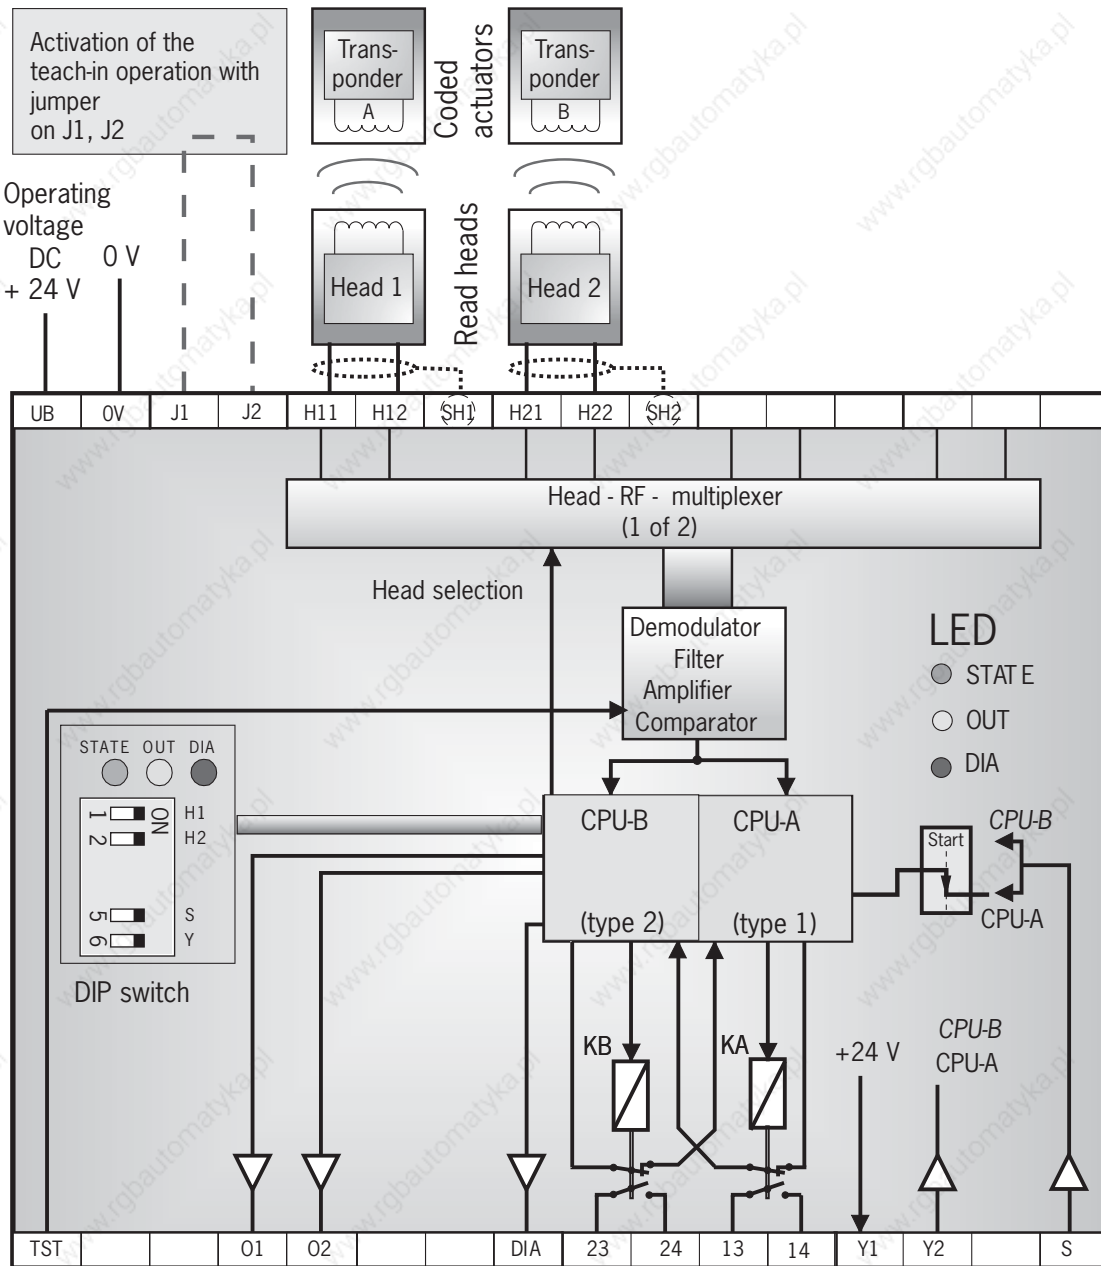 Activation of the
teach-in operation with
jumper
on J1, J2
Trans-
ponder
A
Coded
actuators
Trans-
ponder
B
Operating
voltage
DC
+ 24 V
0 V
Head 1
Read heads
Head 2
UB
0V
J1
J2
H11
H12
SH1
H21
H22
SH2
Head - RF - multiplexer
(1 of 2)
Head selection
Demodulator
Filter
Amplifier
Comparator
LED
STATE
OUT
DIA
STATE OUT DIA
1
2
ON
H1
H2
5
6
S
Y
DIP switch
CPU-B
(type 2)
CPU-A
(type 1)
Start
CPU-B
CPU-A
KB
KA
+24 V
CPU-B
CPU-A
TST
O1
O2
DIA
23
24
13
14
Y1
Y2
S
www.rgbautomatyka.pl